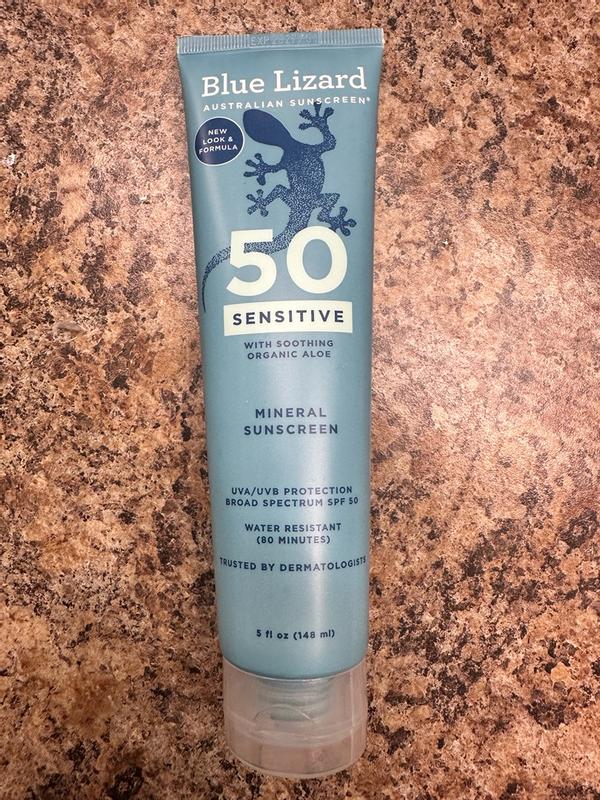 Blue Lizard
AUSTRALIAN SUNSCREEN®
NEW
LOOK &
FORMULA
50
SENSITIVE
WITH SOOTHING
ORGANIC ALOE
MINERAL
SUNSCREEN
UVA/UVB PROTECTION
BROAD SPECTRUM SPF 50
WATER RESISTANT
(80 MINUTES)
TRUSTED BY DERMATOLOGISTS
5 fl oz (148 ml)